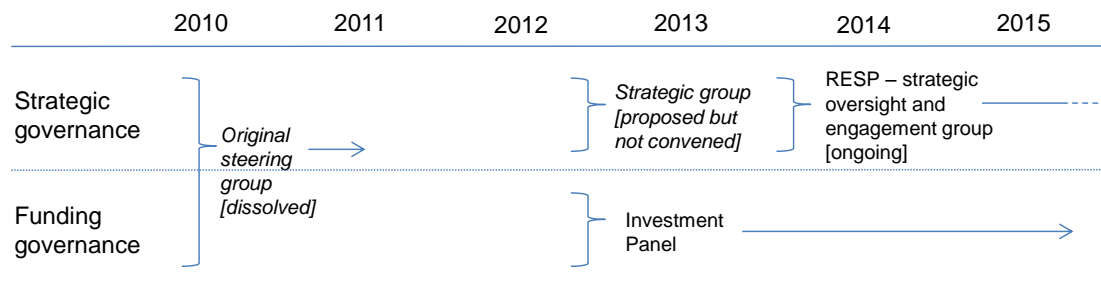 2010 2011 2012 2013 2014 2015
Strategic
governance
Original
steering
group
[dissolved]
Strategic group
[proposed but
not convened]
RESP – strategic
oversight and
engagement group
[ongoing]
Funding
governance
Investment
Panel